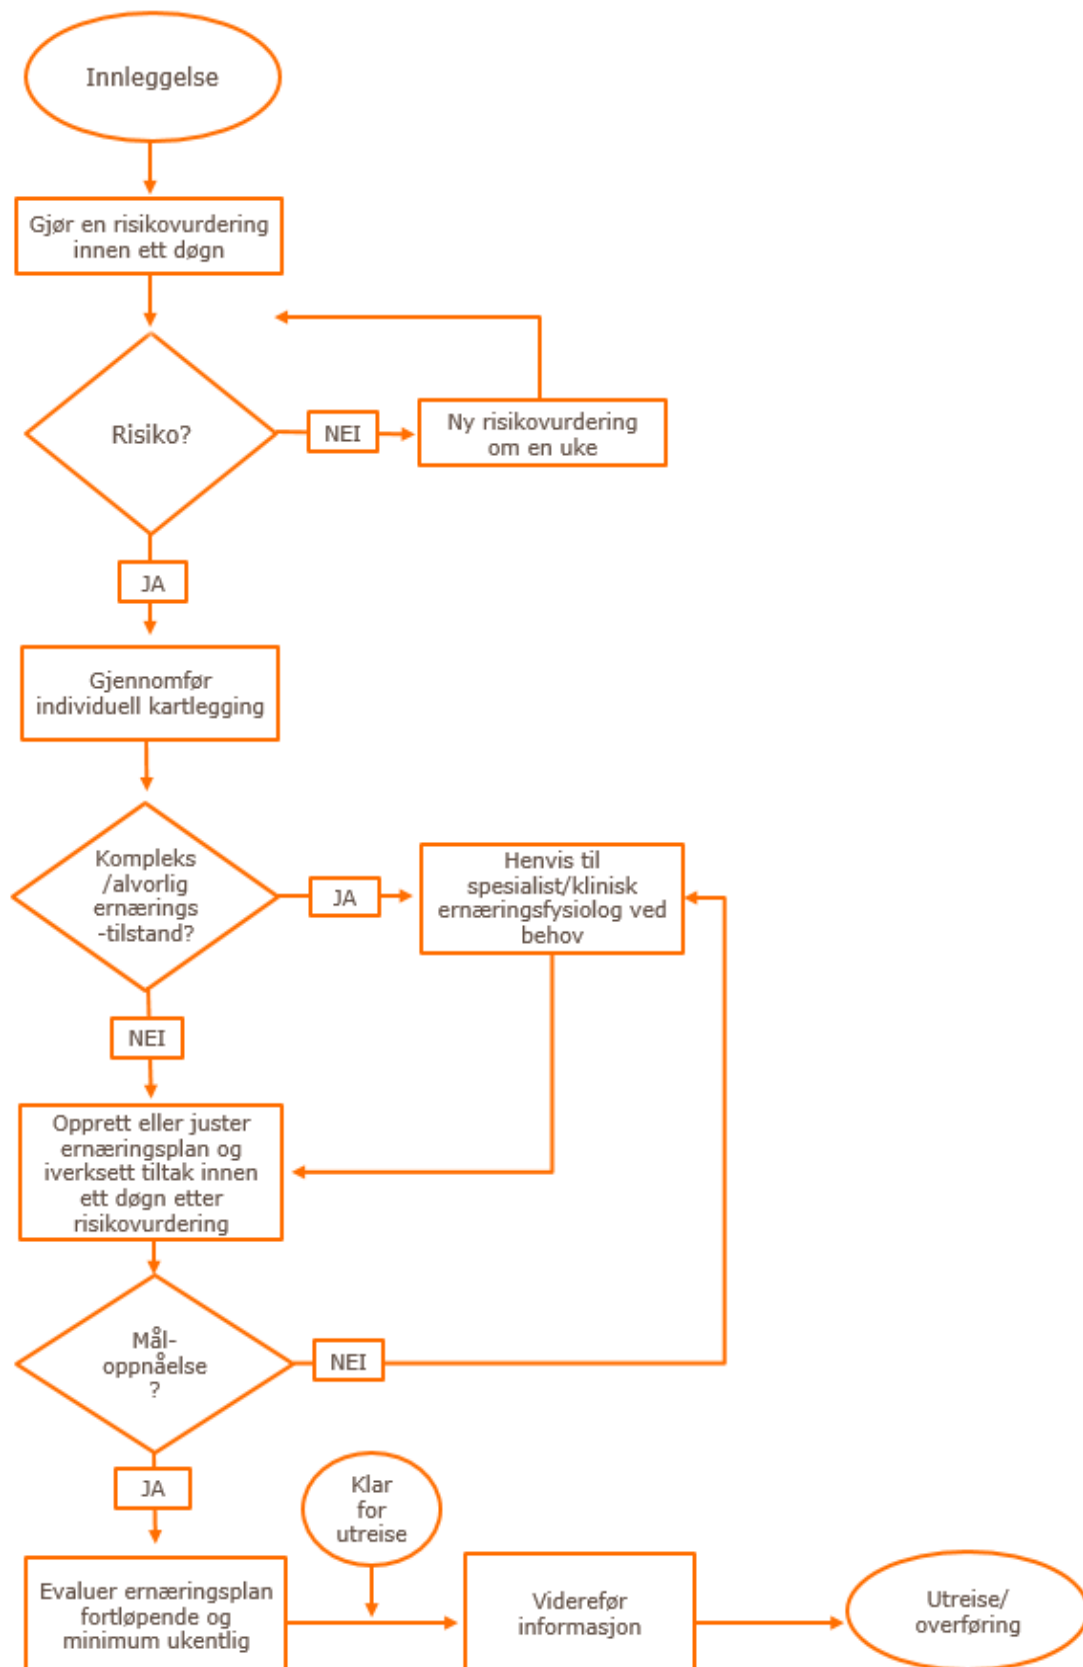 Innleggelse
Gjør en risikovurdering
innen ett døgn
Risiko?
NEI
Ny risikovurdering
om en uke
JA
Gjennomfør
individuell kartlegging
Kompleks
/alvorlig
ernærings
-tilstand?
JA
Henvis til
spesialist/klinisk
ernæringsfysiolog ved
behov
NEI
Opprett eller juster
ernæringsplan og
iverksett tiltak innen
ett døgn etter
risikovurdering
Mål-
oppnåelse
?
NEI
JA
Klar
for
utreise
Evaluer ernæringsplan
fortløpende og
minimum ukentlig
Viderefør
informasjon
Utreise/
overføring